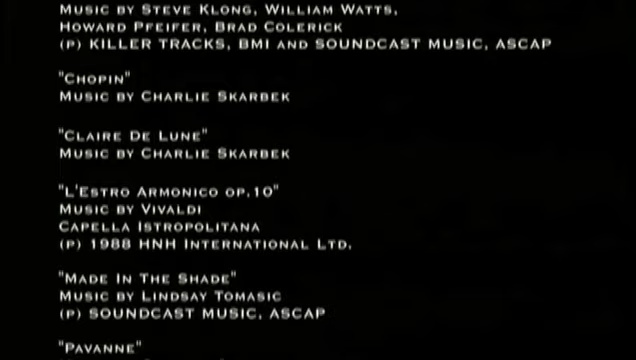 MUSIC BY STEVE KLONG, WILLIAM WATTS,
HOWARD PFEIFER, BRAD COLERICK
(P) KILLER TRACKS, BMI AND SOUNDCAST MUSIC, ASCAP
"CHOPIN"
MUSIC BY CHARLIE SKARBEK
"CLAIRE DE LUNE"
MUSIC BY CHARLIE SKARBEK
"L'ESTRO ARMONICO OP.10"
MUSIC BY VIVALDI
CAPELLA ISTROPOLITANA
(P) 1988 HNH INTERNATIONAL LTD.
"MADE IN THE SHADE"
MUSIC BY LINDSAY TOMASIC
(P) SOUNDCAST MUSIC, ASCAP
"PAVANNE"